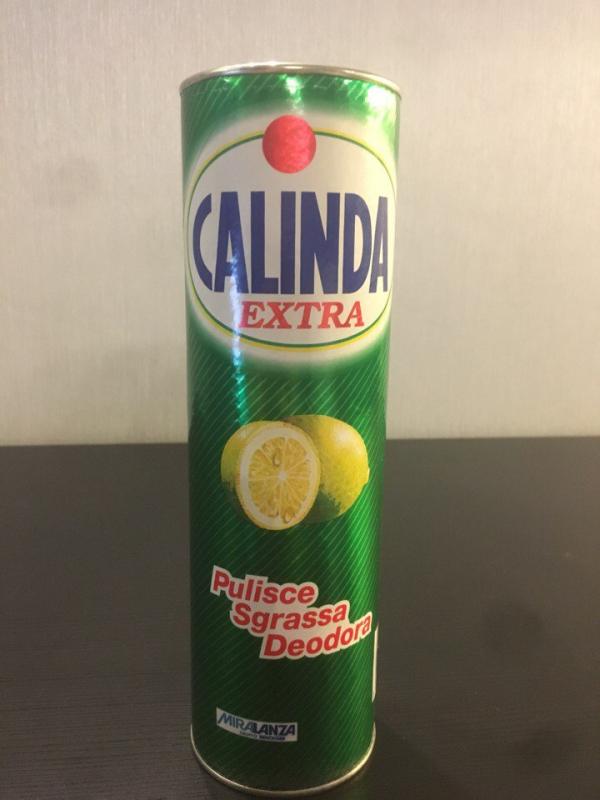 CALINDA
EXTRA
Pulisce
Sgrassa
Deodora
MIRALANZA